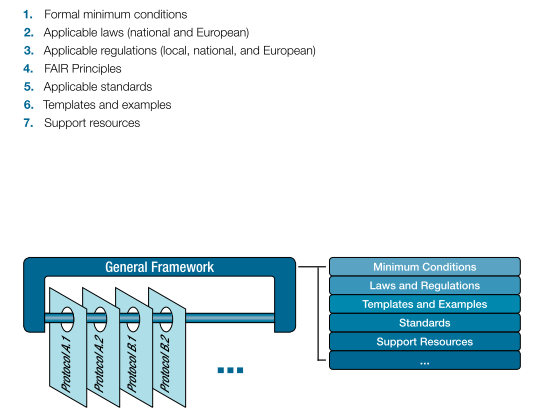 1. Formal minimum conditions
2. Applicable laws (national and European)
3. Applicable regulations (local, national, and European)
4. FAIR Principles
5. Applicable standards
6. Templates and examples
7. Support resources
General Framework
Protocol A.1
Protocol A.2
Protocol B.1
Protocol B.2
Minimum Conditions
Laws and Regulations
Templates and Examples
Standards
Support Resources
...